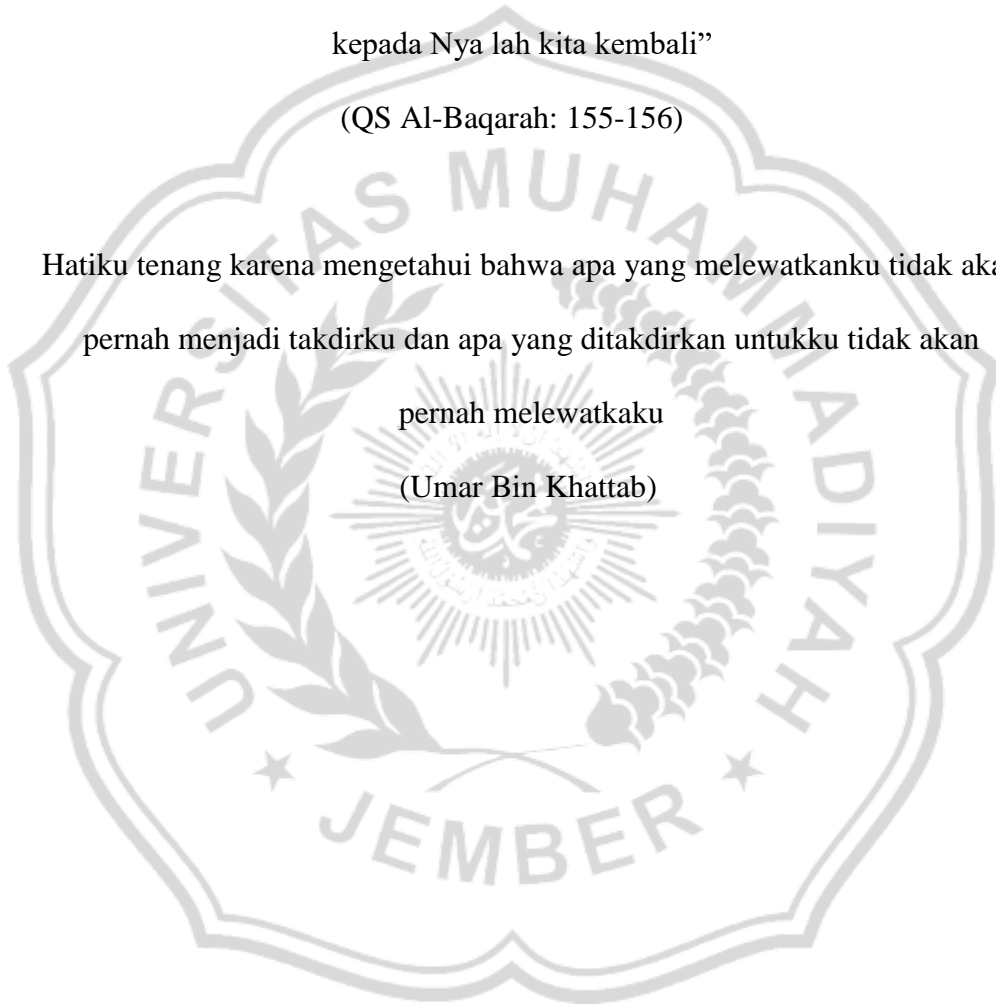 kepada Nya lah kita kembali”
(QS Al-Baqarah: 155-156)
Hatiku tenang karena mengetahui bahwa apa yang melewatkanku tidak aka
pernah menjadi takdirku dan apa yang ditakdirkan untukku tidak akan
pernah melewatkaku
(Umar Bin Khattab)
UNIVERSITAS MUHAMMADIYAH
JEMBER